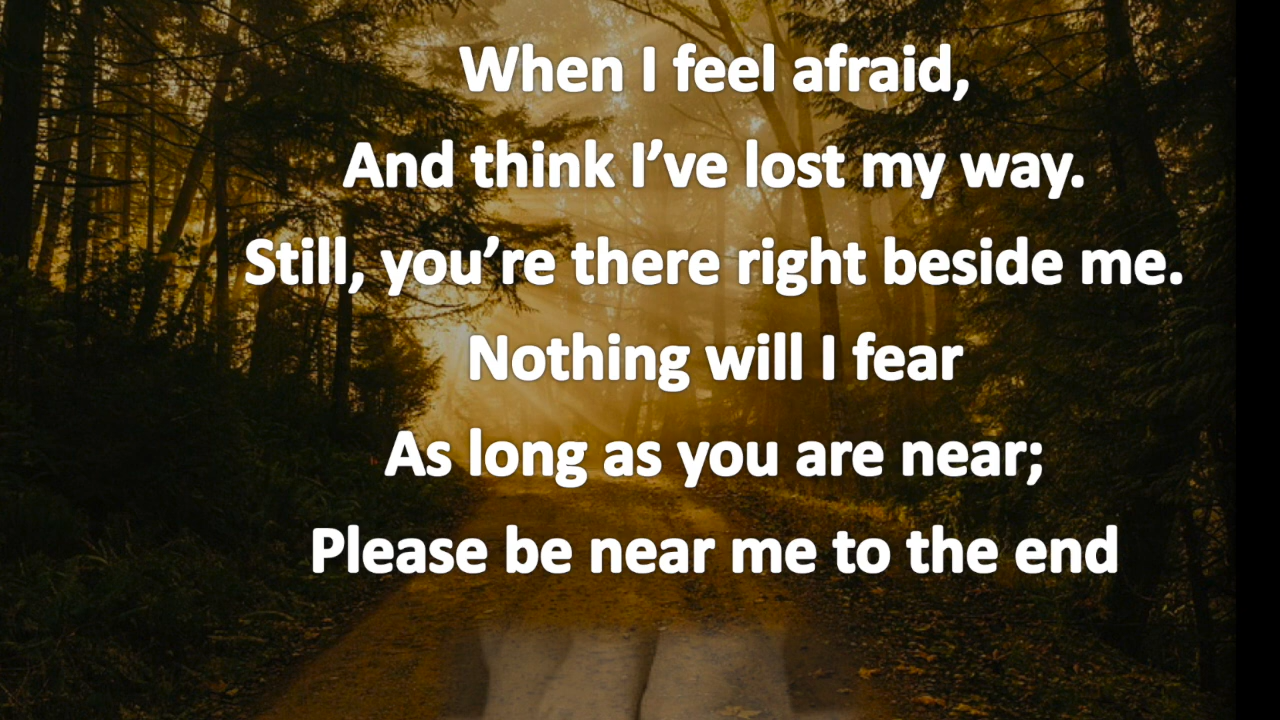 When I feel afraid,
And think I’ve lost my way.
Still, you’re there right beside me.
Nothing will I fear
As long as you are near;
Please be near me to the end